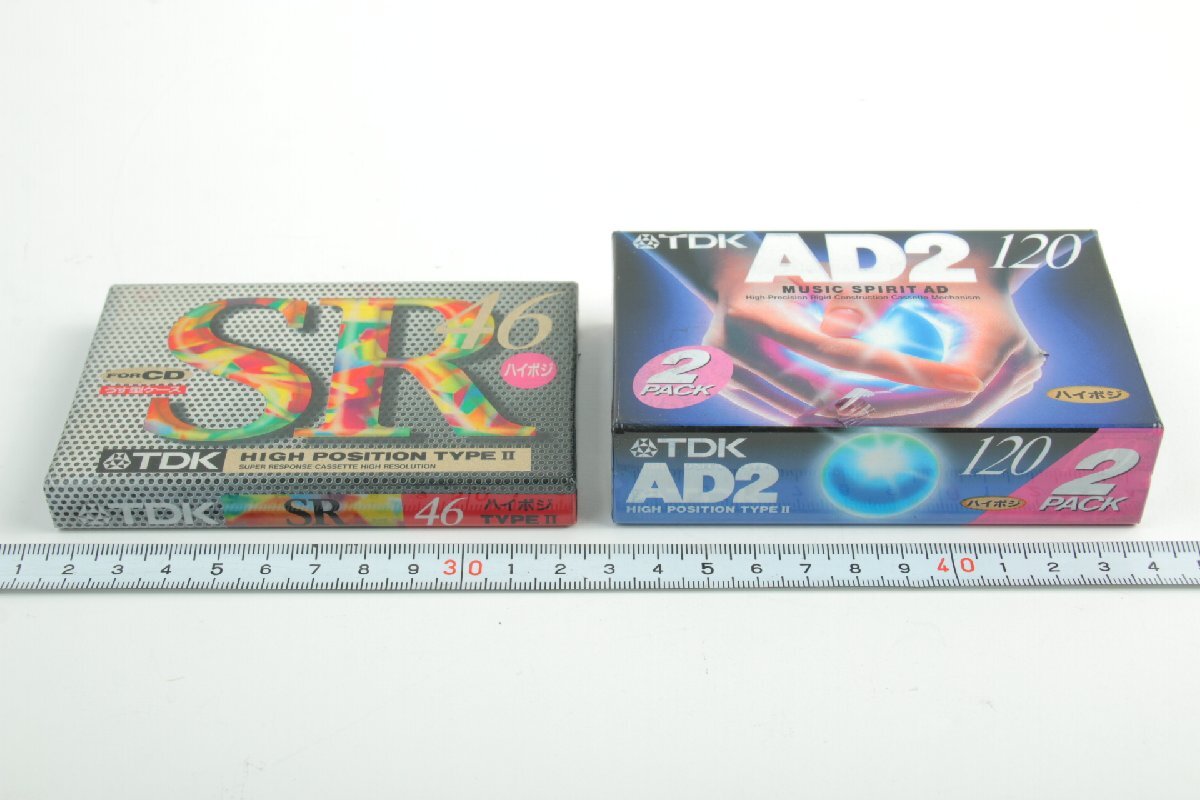 SR 46
FOR CD
ハイポジ
TDK HIGH POSITION TYPE II
SUPER RESPONSE CASSETTE HIGH RESOLUTION
TDK SR 46 ハイポジ
TYPE II
TDK AD2 120
MUSIC SPIRIT AD
High-Precision Rigid Construction Cassette Mechanism
2
PACK
ハイポジ
TDK 120 2
AD2 ハイポジ PACK
HIGH POSITION TYPE II
1 2 3 4 5 6 7 8 9 30 1 2 3 4 5 6 7 8 9 40 1 2 3 4 5